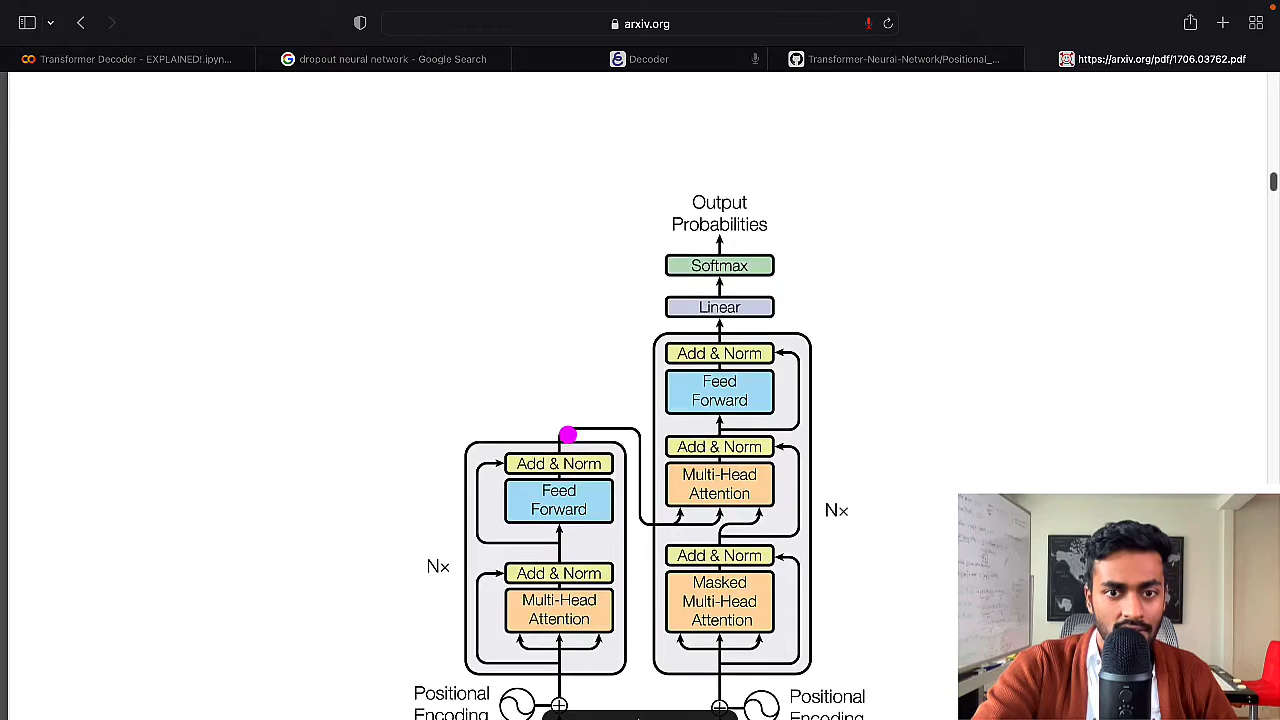 arxiv.org
Transformer Decoder - EXPLAINED!.ipyn...
dropout neural network - Google Search
Decoder
Transformer-Neural-Network/Positional_...
https://arxiv.org/pdf/1706.03762.pdf
Output
Probabilities
Softmax
Linear
Add & Norm
Feed
Forward
Add & Norm
Multi-Head
Attention
Add & Norm
Masked
Multi-Head
Attention
Nx
Add & Norm
Feed
Forward
Add & Norm
Multi-Head
Attention
Nx
Positional
Encoding
Positional
Encoding